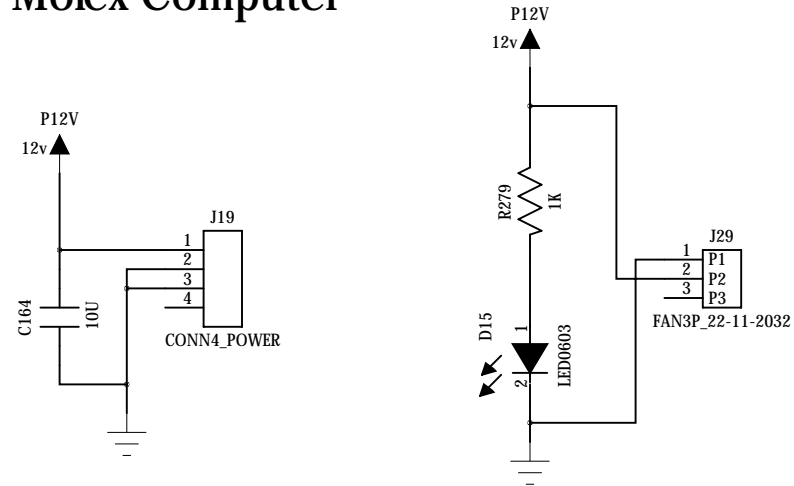 Molex Computer
P12V
12v
J19
1
2
3
4
C164
10U
CONN4_POWER
P12V
12v
R279
1K
J29
1
P1
2
P2
3
P3
FAN3P_22-11-2032
D15
1
2
LED0603